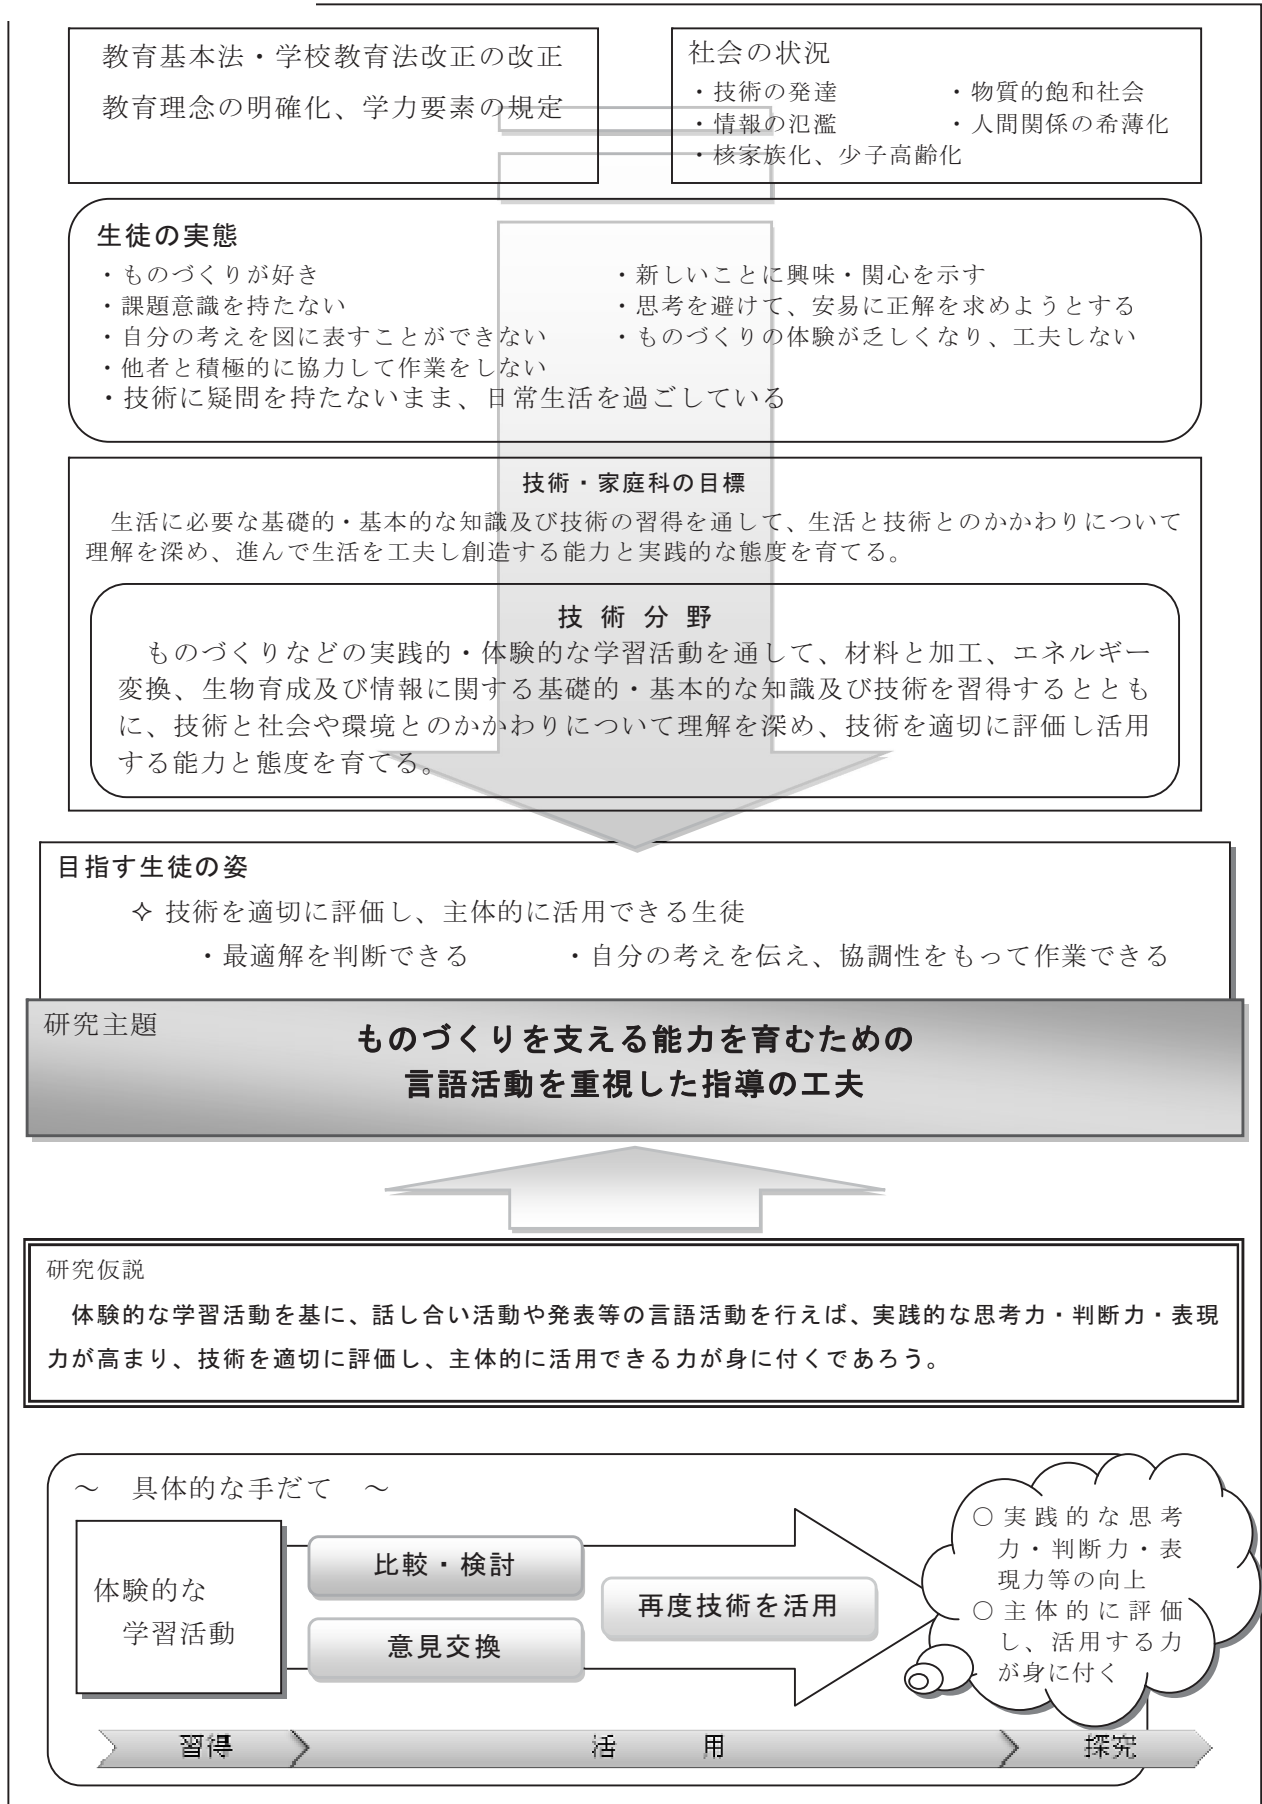 教育基本法・学校教育法改正の改正
教育理念の明確化、学力要素の規定
社会の状況
・技術の発達 ・物質的飽和社会
・情報の氾濫 ・人間関係の希薄化
・核家族化、少子高齢化
生徒の実態
・ものづくりが好き ・新しいことに興味・関心を示す
・課題意識を持たない ・思考を避けて、安易に正解を求めようとする
・自分の考えを図に表すことができない ・ものづくりの体験が乏しくなり、工夫しない
・他者と積極的に協力して作業をしない
・技術に疑問を持たないまま、日常生活を過ごしている
技術・家庭科の目標
生活に必要な基礎的・基本的な知識及び技術の習得を通して、生活と技術とのかかわりについて
理解を深め、進んで生活を工夫し創造する能力と実践的な態度を育てる。
技術分野
ものづくりなどの実践的・体験的な学習活動を通して、材料と加工、エネルギー
変換、生物育成及び情報に関する基礎的・基本的な知識及び技術を習得するととも
に、技術と社会や環境とのかかわりについて理解を深め、技術を適切に評価し活用
する能力と態度を育てる。
目指す生徒の姿
✧ 技術を適切に評価し、主体的に活用できる生徒
・最適解を判断できる ・自分の考えを伝え、協調性をもって作業できる
研究主題
ものづくりを支える能力を育むための
言語活動を重視した指導の工夫
研究仮説
体験的な学習活動を基に、話し合い活動や発表等の言語活動を行えば、実践的な思考力・判断力・表現
力が高まり、技術を適切に評価し、主体的に活用できる力が身に付くであろう。
～ 具体的な手だて ～
体験的な
学習活動
比較・検討
意見交換
再度技術を活用
○実践的な思考
力・判断力・表
現力等の向上
○主体的に評価
し、活用する力
が身に付く
習得 活用 探究